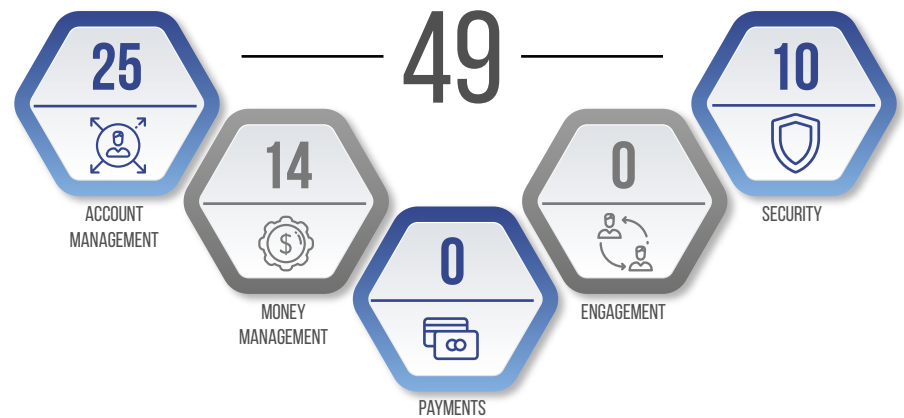 49
25
ACCOUNT
MANAGEMENT
14
$
MONEY
MANAGEMENT
0
PAYMENTS
0
ENGAGEMENT
10
SECURITY